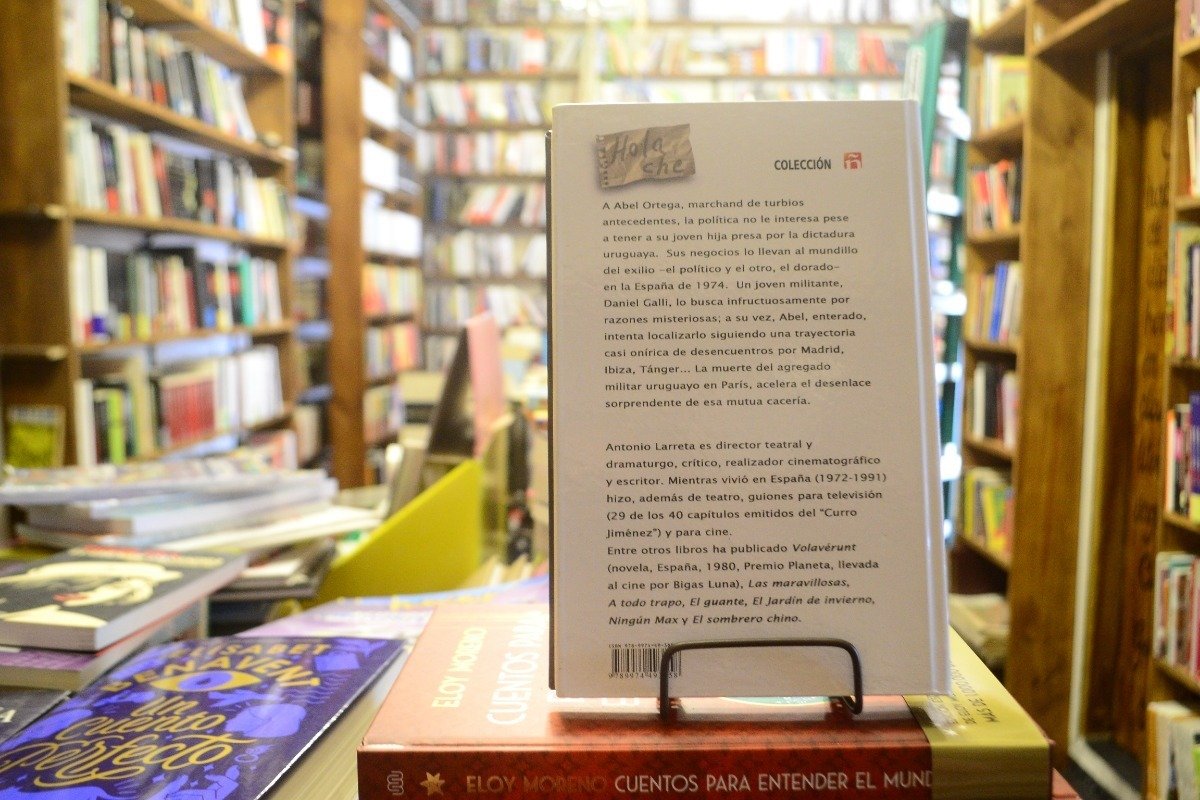 Hola
che
COLECCIÓN
A Abel Ortega, marchand de turbios
antecedentes, la política no le interesa pese
a tener a su joven hija presa por la dictadura
uruguaya. Sus negocios lo llevan al mundillo
del exilio –el político y el otro, el dorado–
en la España de 1974. Un joven militante,
Daniel Galli, lo busca infructuosamente por
razones misteriosas; a su vez, Abel, enterado,
intenta localizarlo siguiendo una trayectoria
casi onírica de desencuentros por Madrid,
Ibiza, Tánger... La muerte del agregado
militar uruguayo en París, acelera el desenlace
sorprendente de esa mutua cacería.
Antonio Larreta es director teatral y
dramaturgo, crítico, realizador cinematográfico
y escritor. Mientras vivió en España (1972-1991)
hizo, además de teatro, guiones para televisión
(29 de los 40 capítulos emitidos del "Curro
Jiménez") y para cine.
Entre otros libros ha publicado Volavérunt
(novela, España, 1980, Premio Planeta, llevada
al cine por Bigas Luna), Las maravillosas,
A todo trapo, El guante, El Jardín de invierno,
Ningún Max y El sombrero chino.
ELOY MORENO
CUENTOS
ELOY MORENO CUENTOS PARA ENTENDER EL MUND
ELÍSABET
BENAVENT
Un
cuento
perfecto